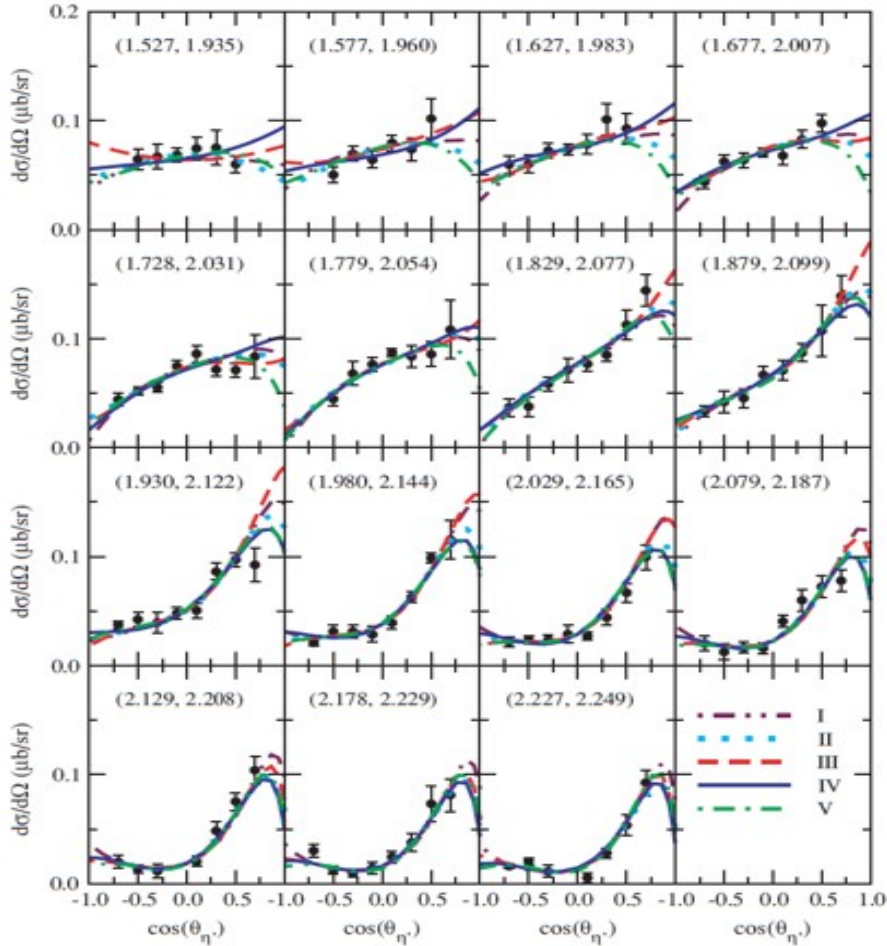 0.2
(1.527, 1.935) (1.577, 1.960) (1.627, 1.983) (1.677, 2.007)
dσ/dΩ (μb/sr)
0.1
0.0
(1.728, 2.031) (1.779, 2.054) (1.829, 2.077) (1.879, 2.099)
dσ/dΩ (μb/sr)
0.1
0.0
(1.930, 2.122) (1.980, 2.144) (2.029, 2.165) (2.079, 2.187)
dσ/dΩ (μb/sr)
0.1
0.0
(2.129, 2.208) (2.178, 2.229) (2.227, 2.249)
I
II
III
IV
V
dσ/dΩ (μb/sr)
0.1
0.0
-1.0 -0.5 0.0 0.5 -1.0 -0.5 0.0 0.5 -1.0 -0.5 0.0 0.5 -1.0 -0.5 0.0 0.5 1.0
cos(θη') cos(θη') cos(θη') cos(θη')